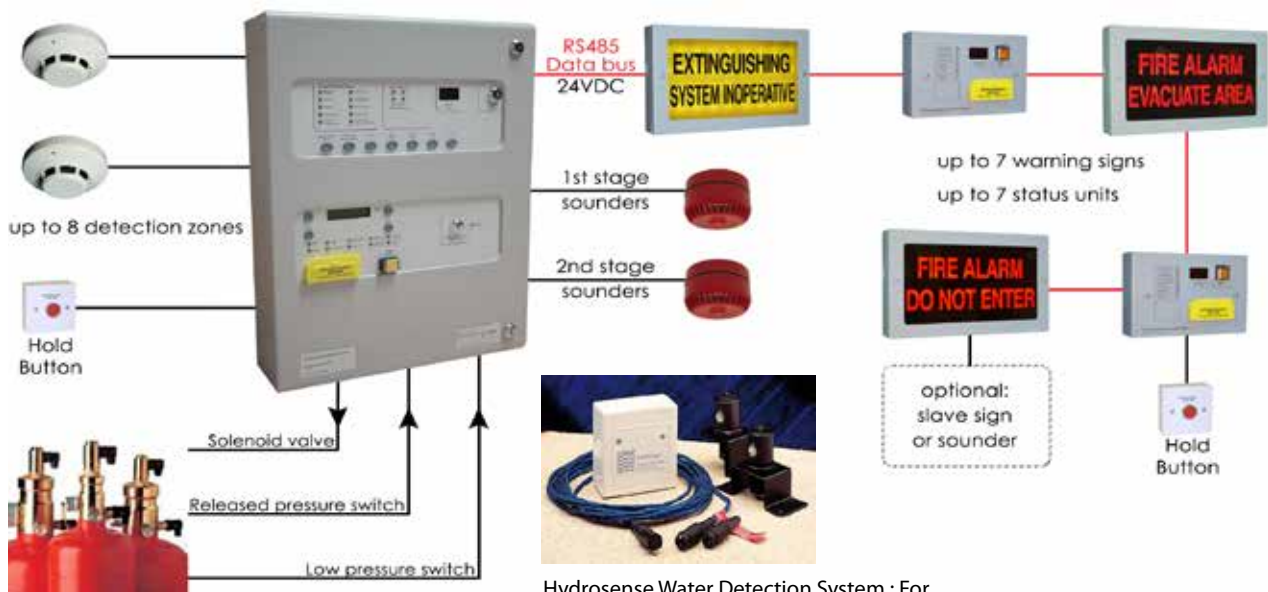 RS485
Data bus
24VDC
EXTINGUISHING
SYSTEM INOPERATIVE
FIRE ALARM
EVACUATE AREA
up to 7 warning signs
up to 7 status units
1st stage
sounders
2nd stage
sounders
up to 8 detection zones
Hold
Button
FIRE ALARM
DO NOT ENTER
optional:
slave sign
or sounder
Hold
Button
Solenoid valve
Released pressure switch
Low pressure switch
Hydrosense Water Detection System : For